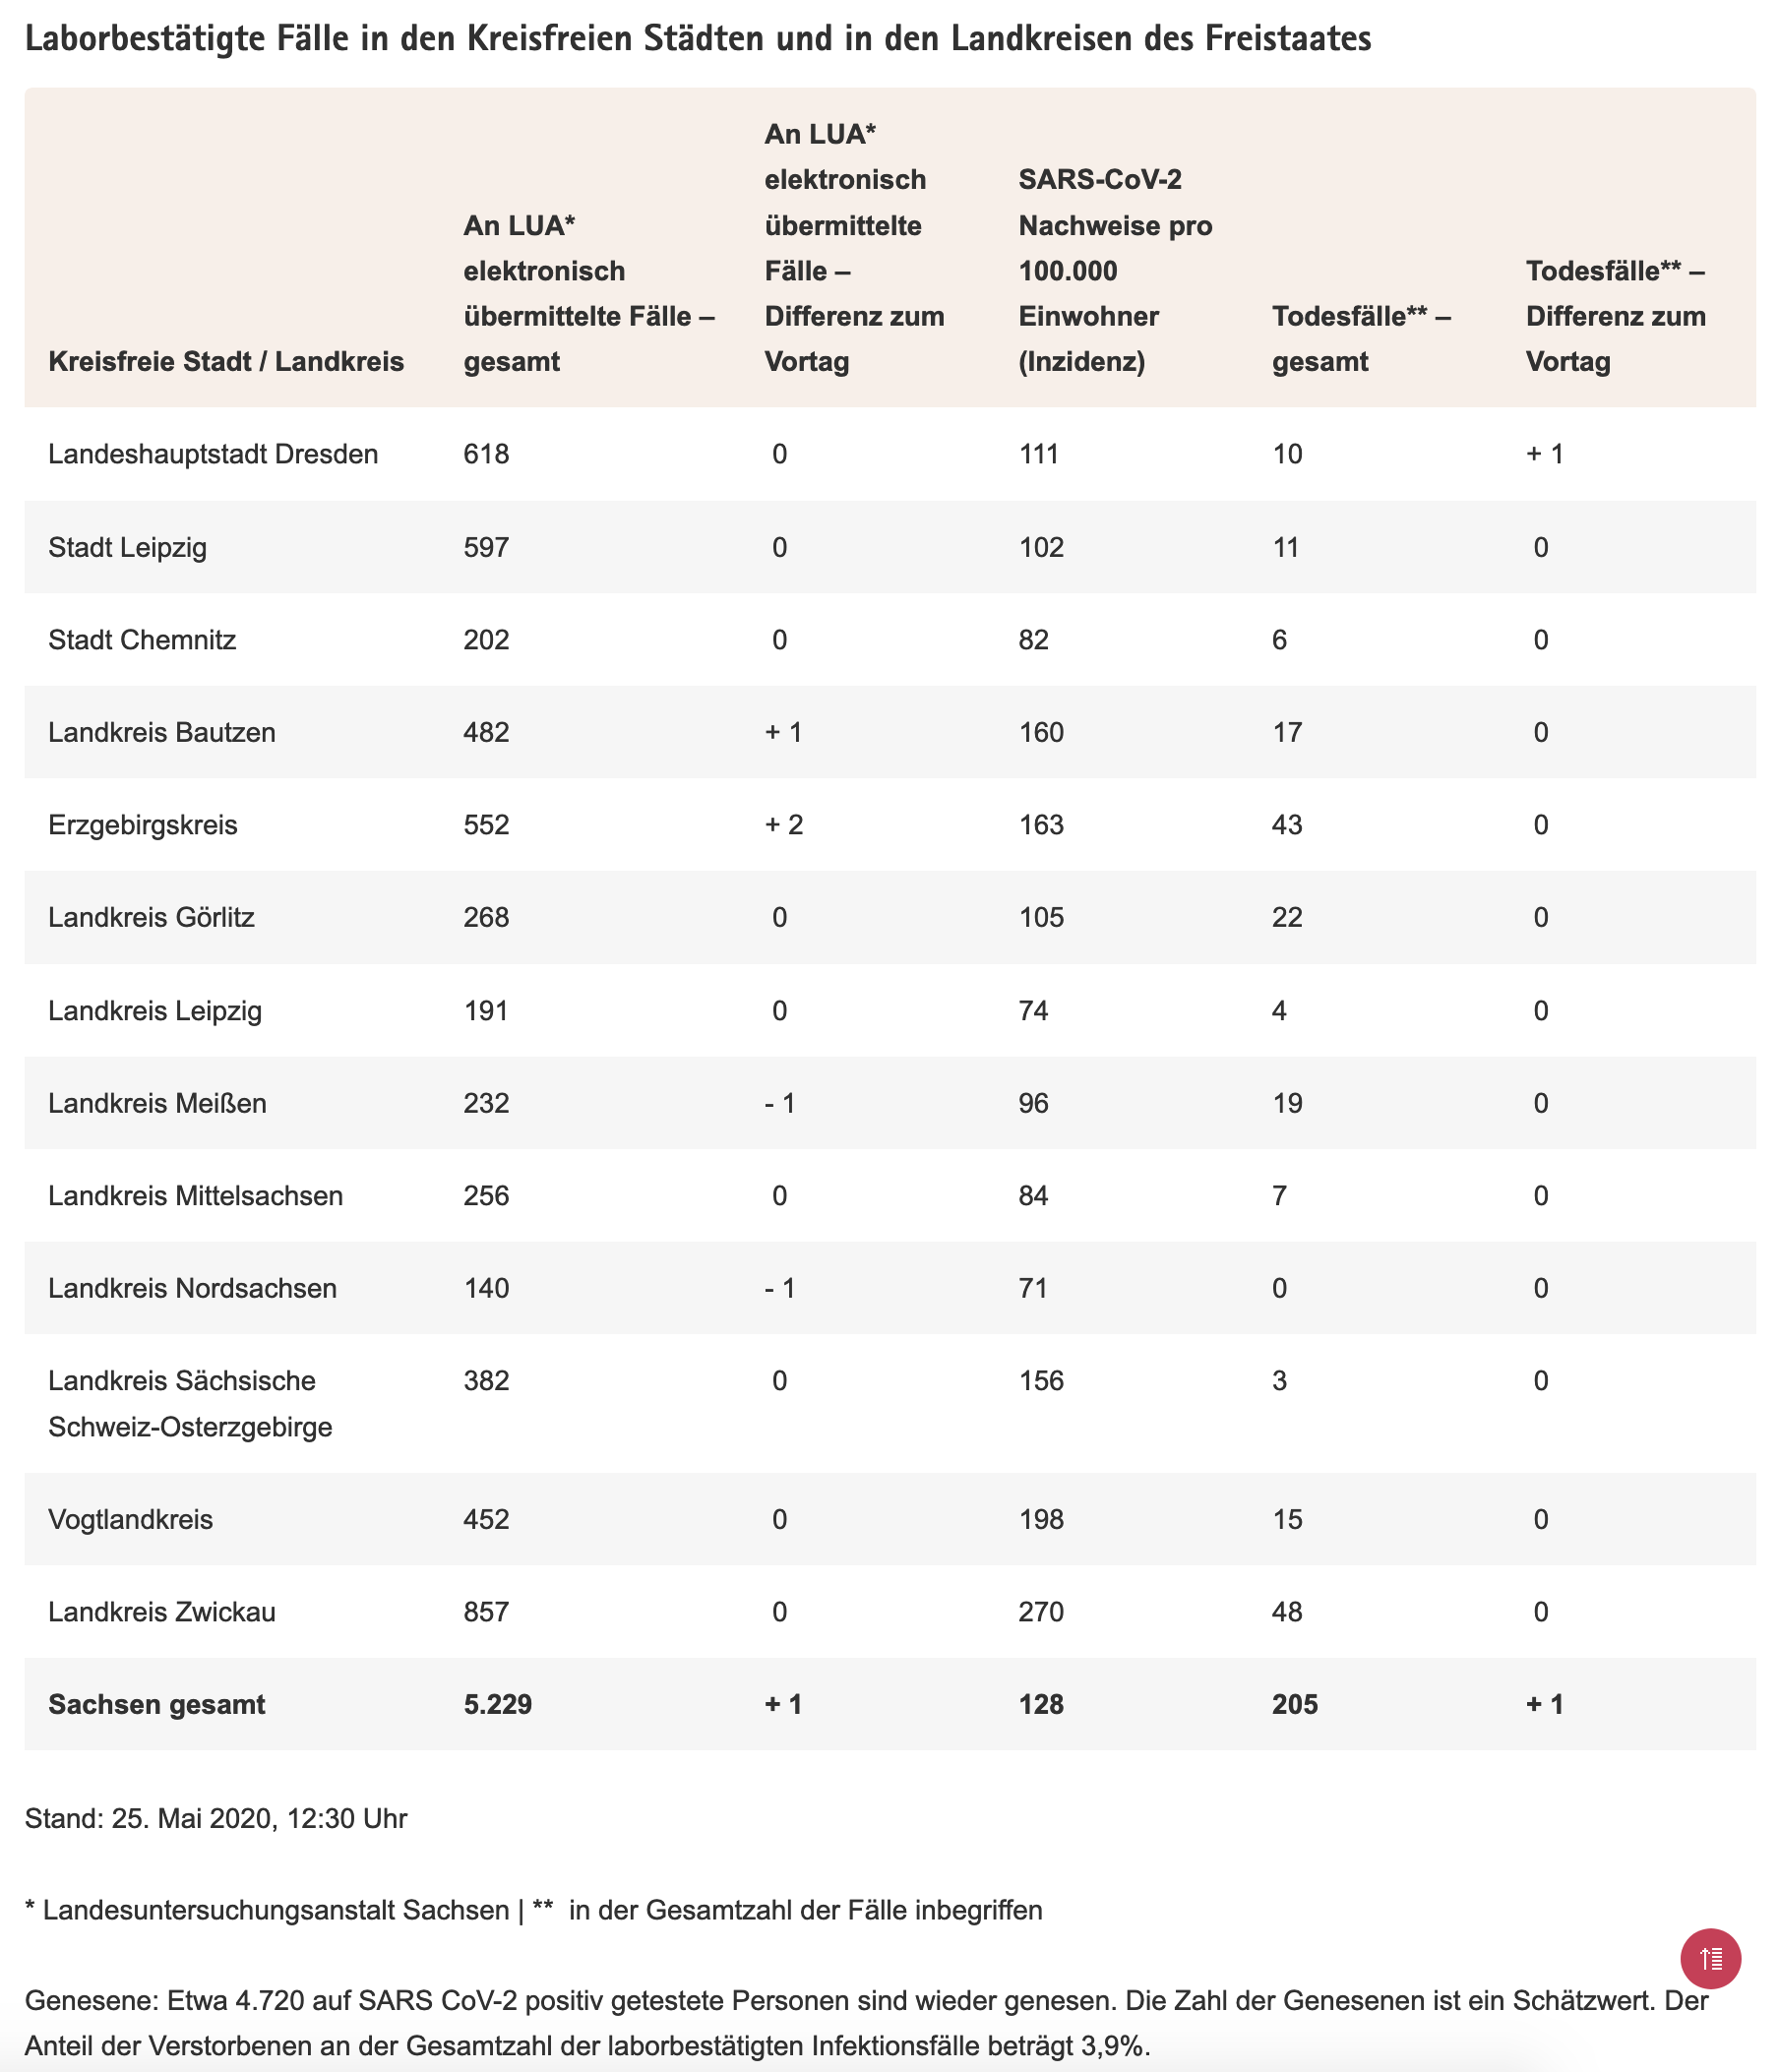 Laborbestätigte Fälle in den Kreisfreien Städten und in den Landkreisen des Freistaates
Kreisfreie Stadt / Landkreis
An LUA*
elektronisch
übermittelte Fälle –
gesamt
An LUA*
elektronisch
übermittelte
Fälle –
Differenz zum
Vortag
SARS-CoV-2
Nachweise pro
100.000
Einwohner
(Inzidenz)
Todesfälle** –
gesamt
Todesfälle** –
Differenz zum
Vortag
Landeshauptstadt Dresden 618 0 111 10 + 1
Stadt Leipzig 597 0 102 11 0
Stadt Chemnitz 202 0 82 6 0
Landkreis Bautzen 482 + 1 160 17 0
Erzgebirgskreis 552 + 2 163 43 0
Landkreis Görlitz 268 0 105 22 0
Landkreis Leipzig 191 0 74 4 0
Landkreis Meißen 232 - 1 96 19 0
Landkreis Mittelsachsen 256 0 84 7 0
Landkreis Nordsachsen 140 - 1 71 0 0
Landkreis Sächsische 382 0 156 3 0
Schweiz-Osterzgebirge
Vogtlandkreis 452 0 198 15 0
Landkreis Zwickau 857 0 270 48 0
Sachsen gesamt 5.229 + 1 128 205 + 1
Stand: 25. Mai 2020, 12:30 Uhr
* Landesuntersuchungsanstalt Sachsen | ** in der Gesamtzahl der Fälle inbegriffen
Genesene: Etwa 4.720 auf SARS CoV-2 positiv getestete Personen sind wieder genesen. Die Zahl der Genesenen ist ein Schätzwert. Der
Anteil der Verstorbenen an der Gesamtzahl der laborbestätigten Infektionsfälle beträgt 3,9%.